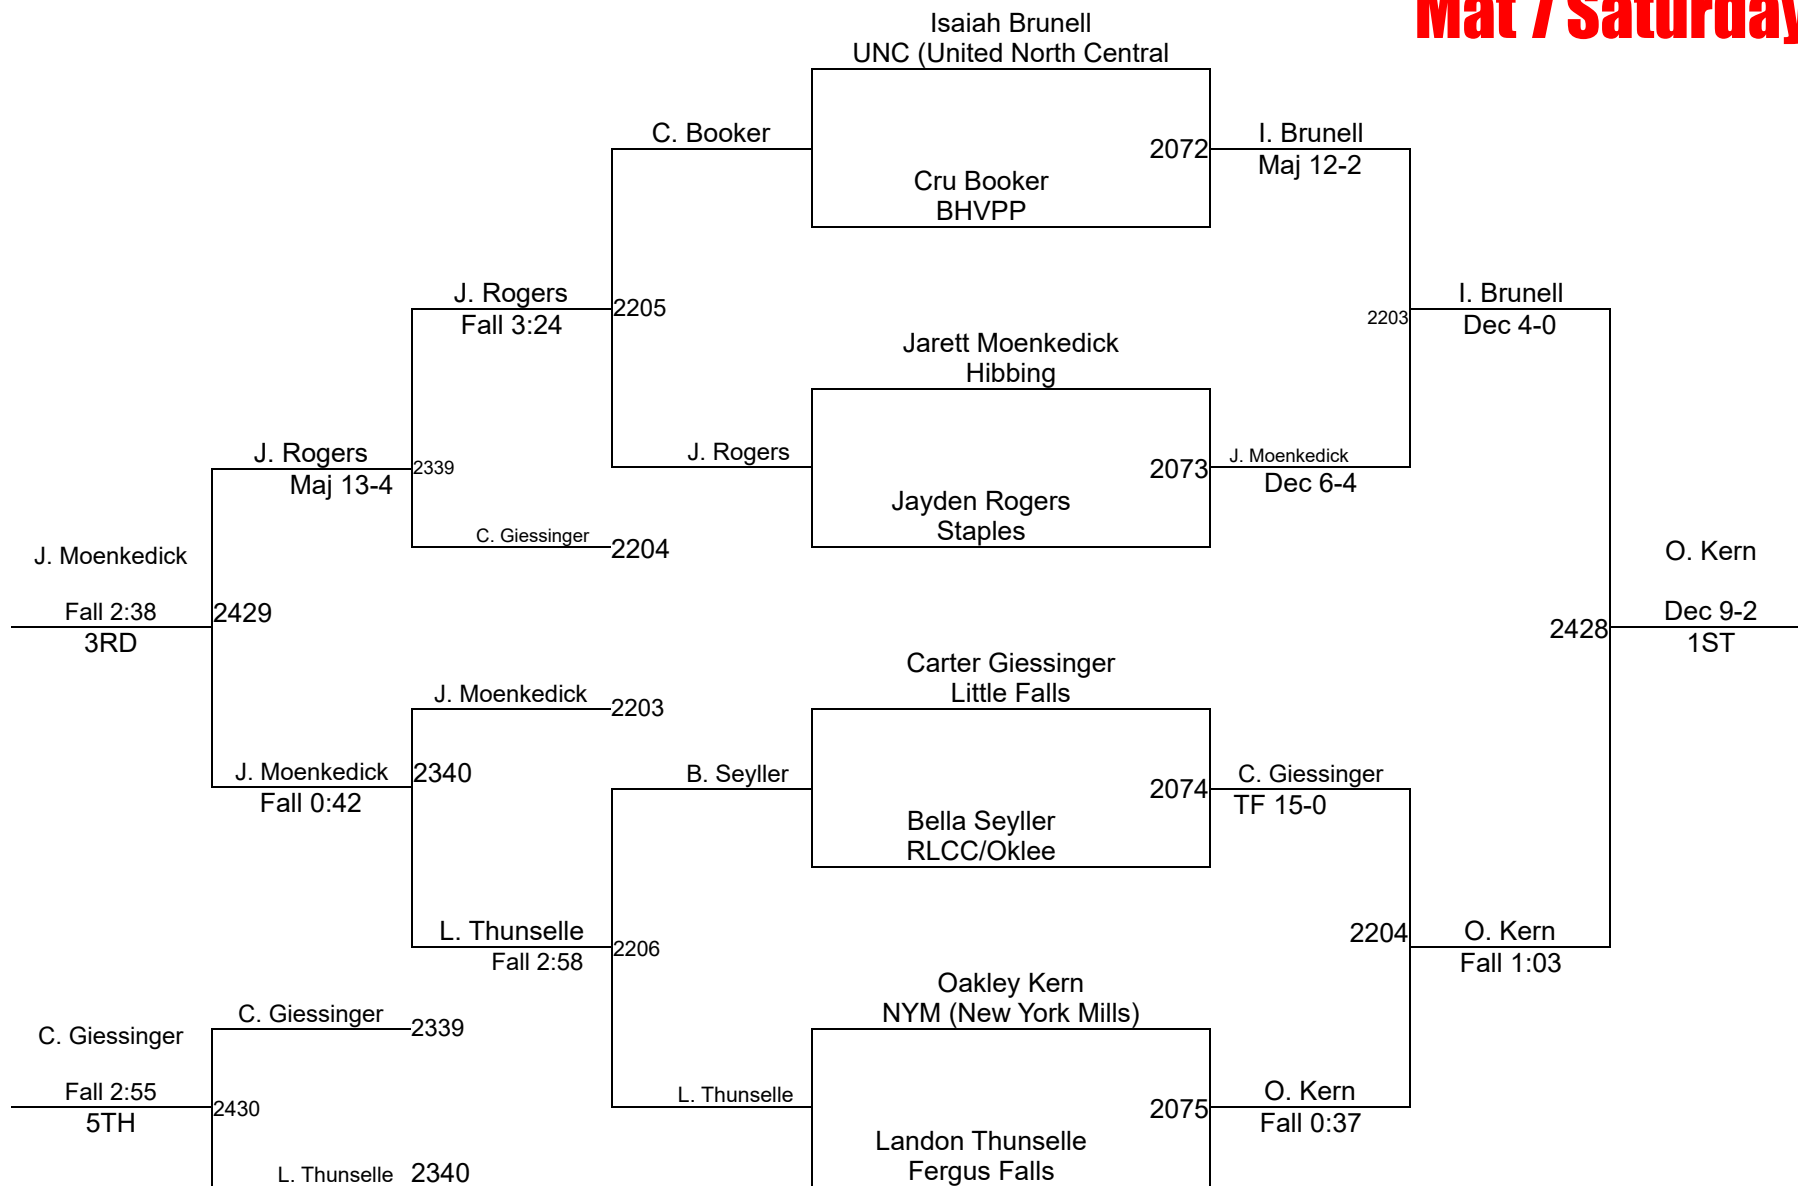 Mat 7 Saturday
Isaiah Brunell
UNC (United North Central
C. Booker
2072
I. Brunell
Maj 12-2
Cru Booker
BHVPP
J. Rogers
Fall 3:24
2205
2203
I. Brunell
Dec 4-0
Jarett Moenkedick
Hibbing
J. Rogers
Maj 13-4
2339
J. Rogers
2073
J. Moenkedick
Dec 6-4
Jayden Rogers
Staples
C. Giessinger
2204
J. Moenkedick
Fall 2:38
3RD
2429
O. Kern
Dec 9-2
1ST
2428
Carter Giessinger
Little Falls
J. Moenkedick
2203
J. Moenkedick
Fall 0:42
2340
B. Seyller
2074
C. Giessinger
TF 15-0
Bella Seyller
RLCC/Oklee
L. Thunselle
Fall 2:58
2206
2204
O. Kern
Fall 1:03
Oakley Kern
NYM (New York Mills)
C. Giessinger
2339
C. Giessinger
Fall 2:55
5TH
2430
L. Thunselle
2075
O. Kern
Fall 0:37
Landon Thunselle
Fergus Falls
L. Thunselle
2340